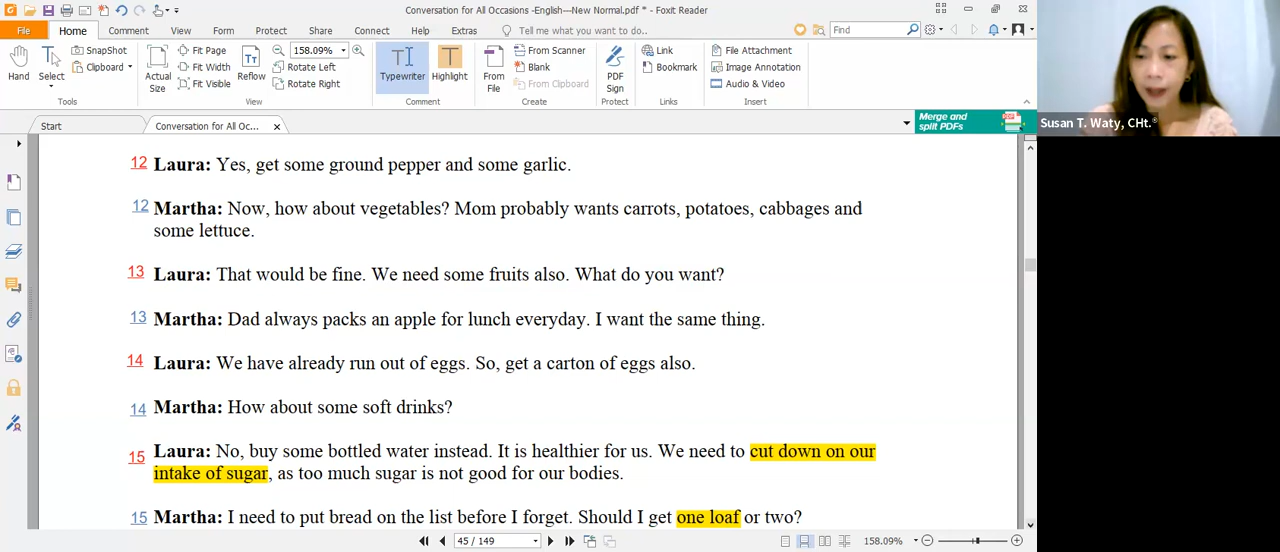 Conversation for All Occasions -English---New Normal.pdf * - Foxit Reader
File Home Comment View Form Protect Share Connect Help Extras Tell me what you want to do.. Find
Hand Select SnapShot Clipboard Tools
Actual Size Fit Page Fit Width Fit Visible Reflow 158.09% Rotate Left Rotate Right View
Typewriter Highlight Comment
From File From Scanner Blank From Clipboard Create
PDF Sign Protect
Link Bookmark Links
File Attachment Image Annotation Audio & Video Insert
Start Conversation for All Occ... Merge and split PDFs
Susan T. Waty, CHt.®
12 Laura: Yes, get some ground pepper and some garlic.
12 Martha: Now, how about vegetables? Mom probably wants carrots, potatoes, cabbages and
some lettuce.
13 Laura: That would be fine. We need some fruits also. What do you want?
13 Martha: Dad always packs an apple for lunch everyday. I want the same thing.
14 Laura: We have already run out of eggs. So, get a carton of eggs also.
14 Martha: How about some soft drinks?
15 Laura: No, buy some bottled water instead. It is healthier for us. We need to cut down on our
intake of sugar, as too much sugar is not good for our bodies.
15 Martha: I need to put bread on the list before I forget. Should I get one loaf or two?
45 / 149 158.09%